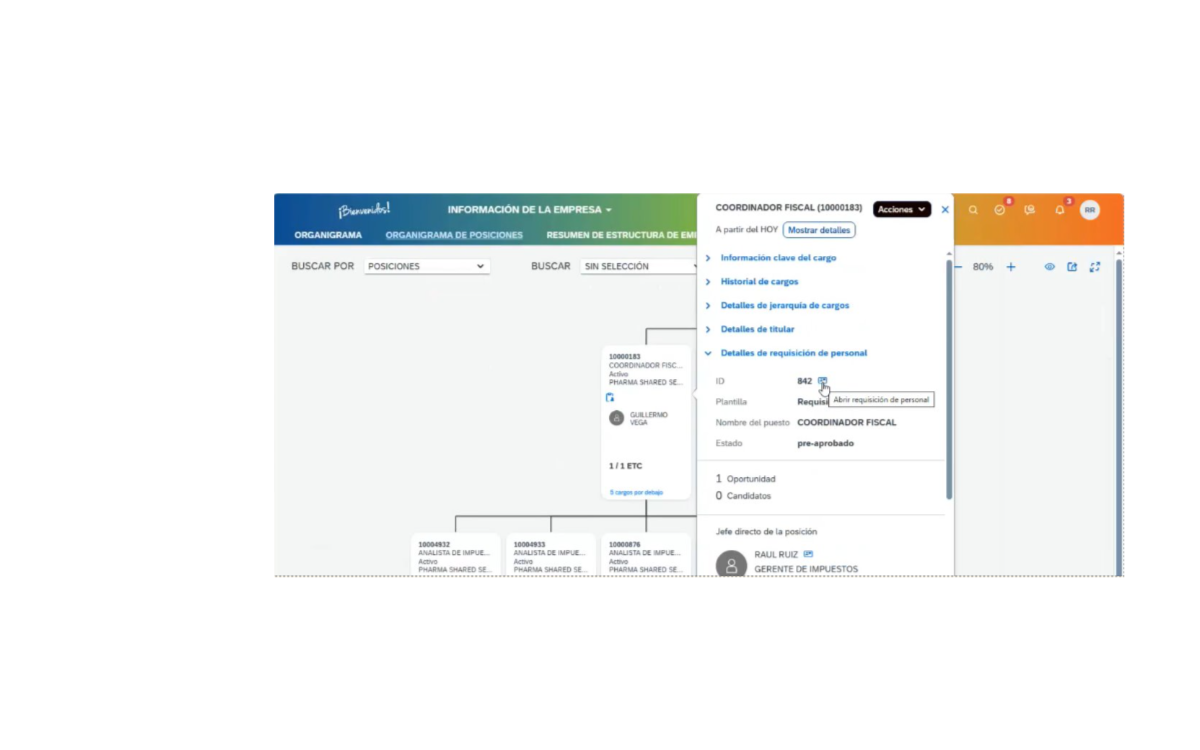 ¡Bienvenidos!
INFORMACIÓN DE LA EMPRESA
ORGANIGRAMA
ORGANIGRAMA DE POSICIONES
RESUMEN DE ESTRUCTURA DE EM
8
3
RR
BUSCAR POR
POSICIONES
BUSCAR
SIN SELECCIÓN
80%
10000183
COORDINADOR FISC...
Activo
PHARMA SHARED SE...
GUILLERMO
VEGA
1 / 1 ETC
5 cargos por debajo
10004932
ANALISTA DE IMPUE...
Activo
PHARMA SHARED SE...
10004933
ANALISTA DE IMPUE...
Activo
PHARMA SHARED SE...
10000876
ANALISTA DE IMPUE...
Activo
PHARMA SHARED SE...
COORDINADOR FISCAL (10000183)
Acciones
A partir del HOY
Mostrar detalles
Información clave del cargo
Historial de cargos
Detalles de jerarquía de cargos
Detalles de titular
Detalles de requisición de personal
ID 842
Abrir requisición de personal
Plantilla Requisi
Nombre del puesto COORDINADOR FISCAL
Estado pre-aprobado
1 Oportunidad
0 Candidatos
Jefe directo de la posición
RAUL RUIZ
GERENTE DE IMPUESTOS